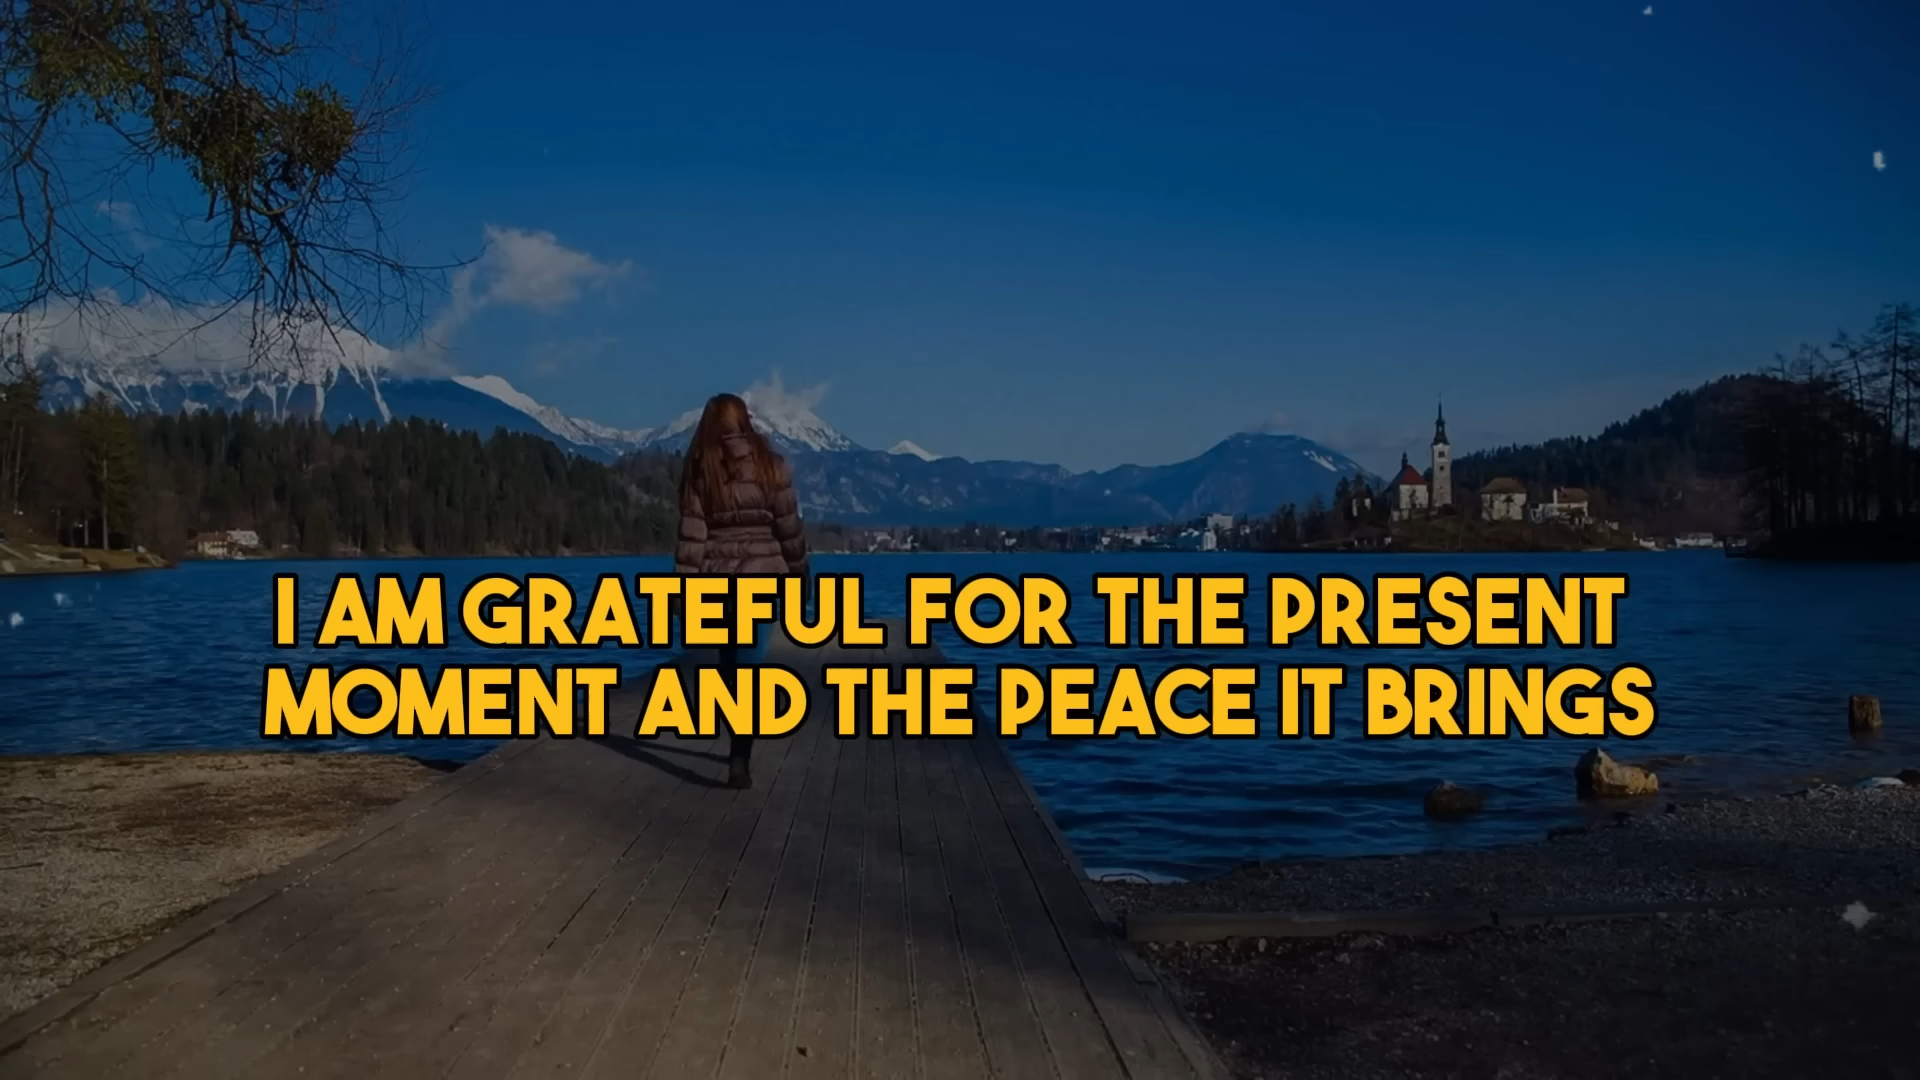 I AM GRATEFUL FOR THE PRESENT
MOMENT AND THE PEACE IT BRINGS